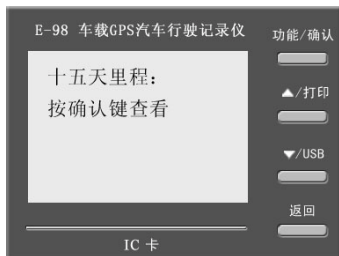 E-98 车载GPS汽车行驶记录仪
功能/确认
十五天里程：
按确认键查看
▲/打印
▼/USB
返回
IC 卡